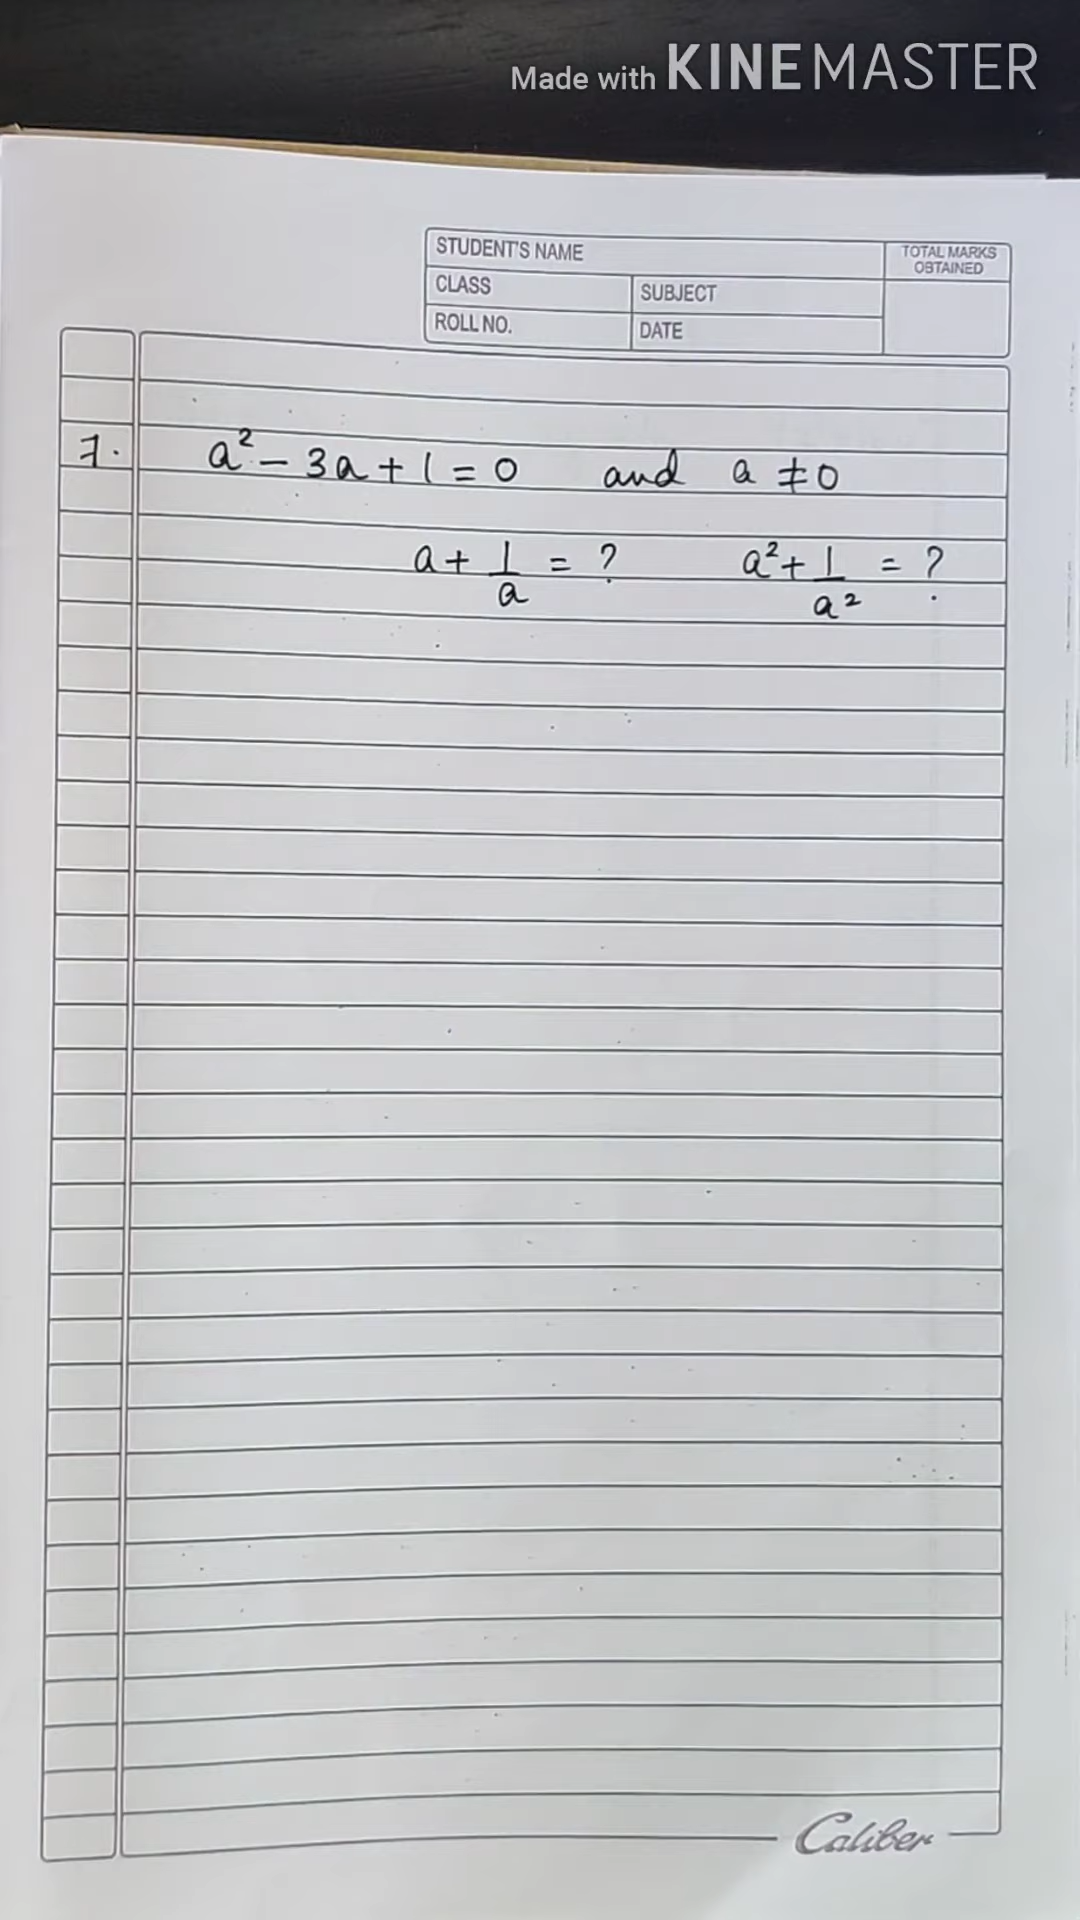 Made with KINEMASTER
STUDENT'S NAME
TOTAL MARKS OBTAINED
CLASS
SUBJECT
ROLL NO.
DATE
7. a² - 3a + 1 = 0 and a ≠ 0
a + 1/a = ? a² + 1/a² = ?
Caliber